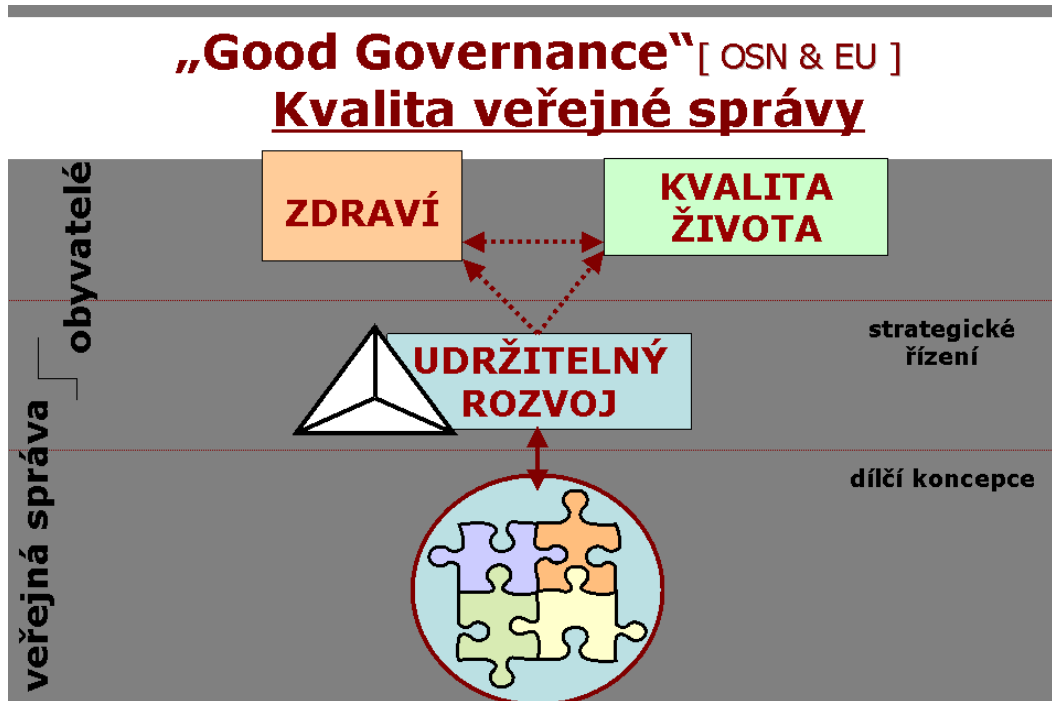 „Good Governance“ [ OSN & EU ]
Kvalita veřejné správy
obyvatelé
ZDRAVÍ
KVALITA
ŽIVOTA
strategické
řízení
UDRŽITELNÝ
ROZVOJ
veřejná správa
dílčí koncepce